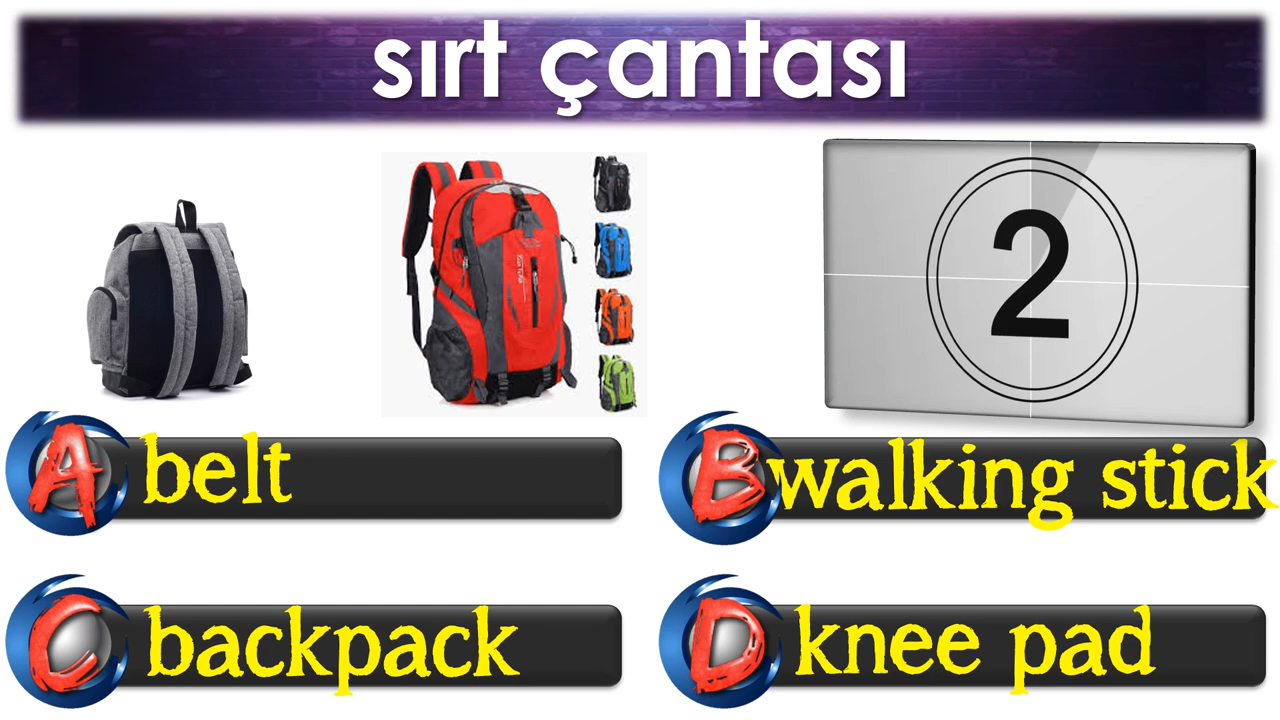 sırt çantası
2
A belt
B walking stick
C backpack
D knee pad